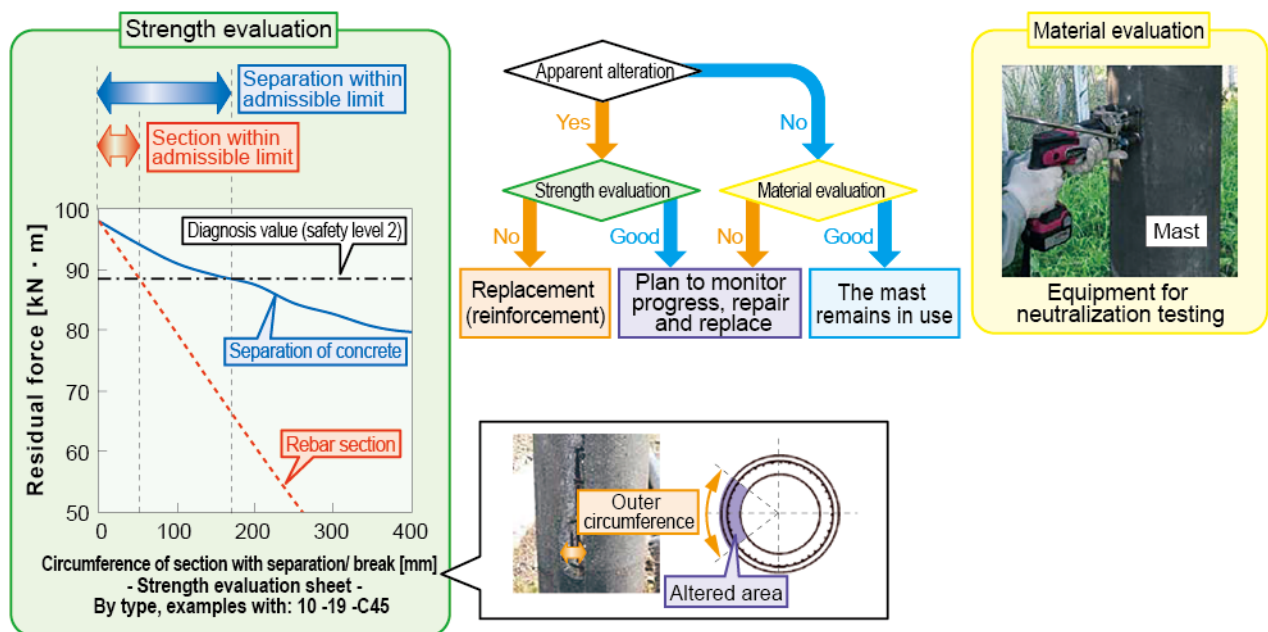 Strength evaluation
Separation within
admissible limit
Section within
admissible limit
100
90
80
70
60
50
Residual force [kN・m]
Diagnosis value (safety level 2)
Separation of concrete
Rebar section
0
100
200
300
400
Circumference of section with separation/ break [mm]
- Strength evaluation sheet -
By type, examples with: 10 -19 -C45
Apparent alteration
Yes
No
Strength evaluation
Material evaluation
No
Good
No
Good
Replacement
(reinforcement)
Plan to monitor
progress, repair
and replace
The mast
remains in use
Outer
circumference
Altered area
Material evaluation
Mast
Equipment for
neutralization testing